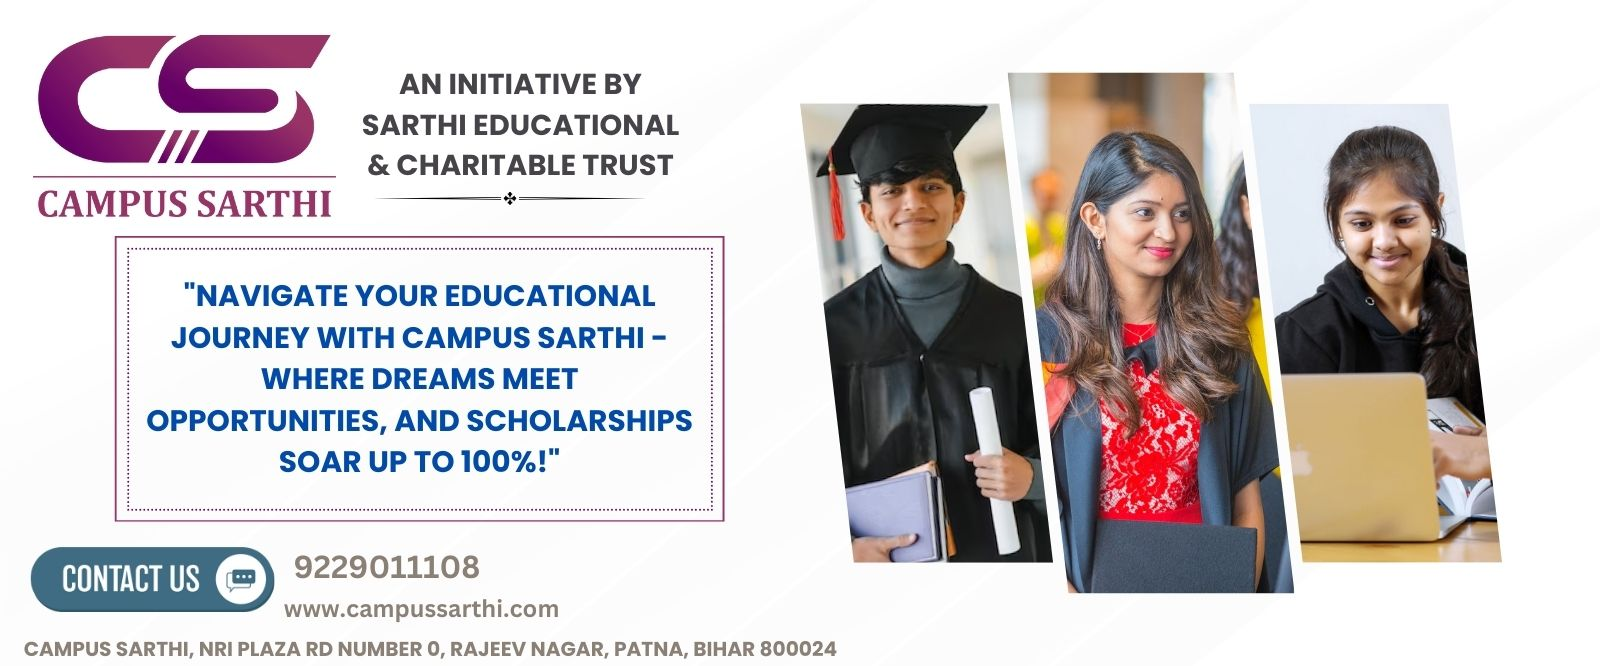 CS
CAMPUS SARTHI
AN INITIATIVE BY
SARTHI EDUCATIONAL
& CHARITABLE TRUST
"NAVIGATE YOUR EDUCATIONAL
JOURNEY WITH CAMPUS SARTHI -
WHERE DREAMS MEET
OPPORTUNITIES, AND SCHOLARSHIPS
SOAR UP TO 100%!"
CONTACT US
9229011108
www.campussarthi.com
CAMPUS SARTHI, NRI PLAZA RD NUMBER 0, RAJEEV NAGAR, PATNA, BIHAR 800024